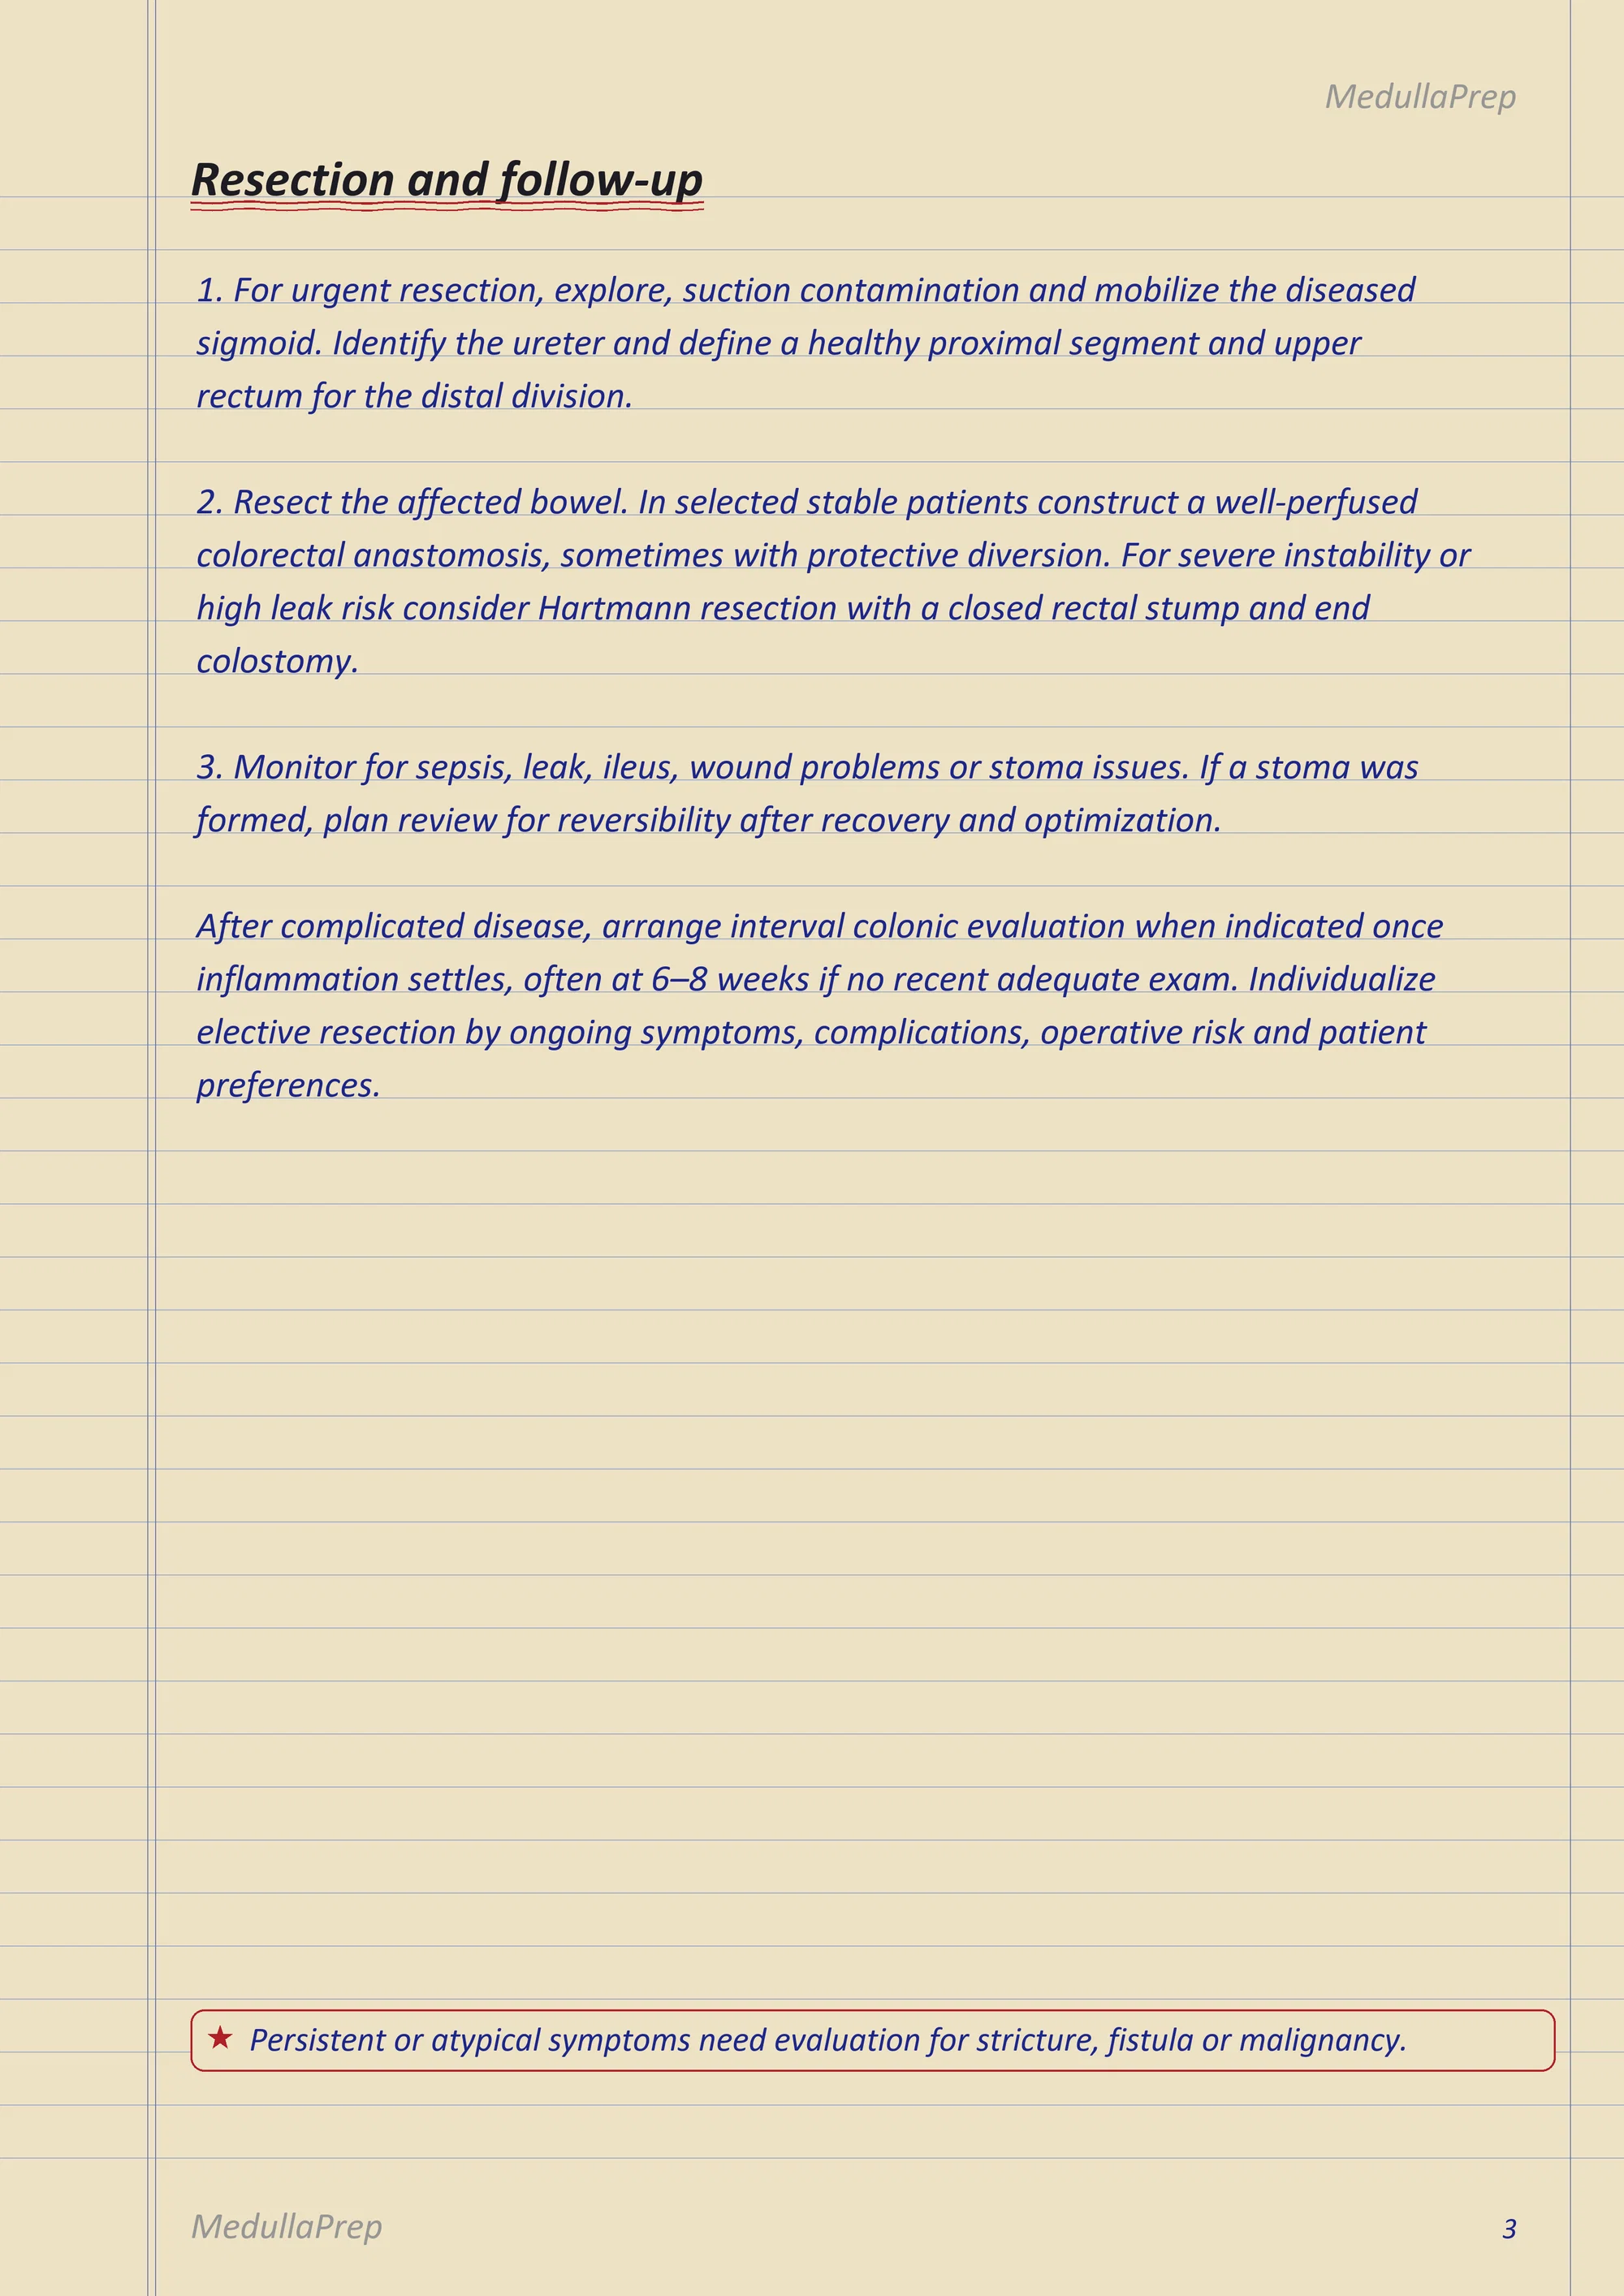 MedullaPrep
Resection and follow-up
1. For urgent resection, explore, suction contamination and mobilize the diseased
sigmoid. Identify the ureter and define a healthy proximal segment and upper
rectum for the distal division.
2. Resect the affected bowel. In selected stable patients construct a well-perfused
colorectal anastomosis, sometimes with protective diversion. For severe instability or
high leak risk consider Hartmann resection with a closed rectal stump and end
colostomy.
3. Monitor for sepsis, leak, ileus, wound problems or stoma issues. If a stoma was
formed, plan review for reversibility after recovery and optimization.
After complicated disease, arrange interval colonic evaluation when indicated once
inflammation settles, often at 6–8 weeks if no recent adequate exam. Individualize
elective resection by ongoing symptoms, complications, operative risk and patient
preferences.
★ Persistent or atypical symptoms need evaluation for stricture, fistula or malignancy.
MedullaPrep
3